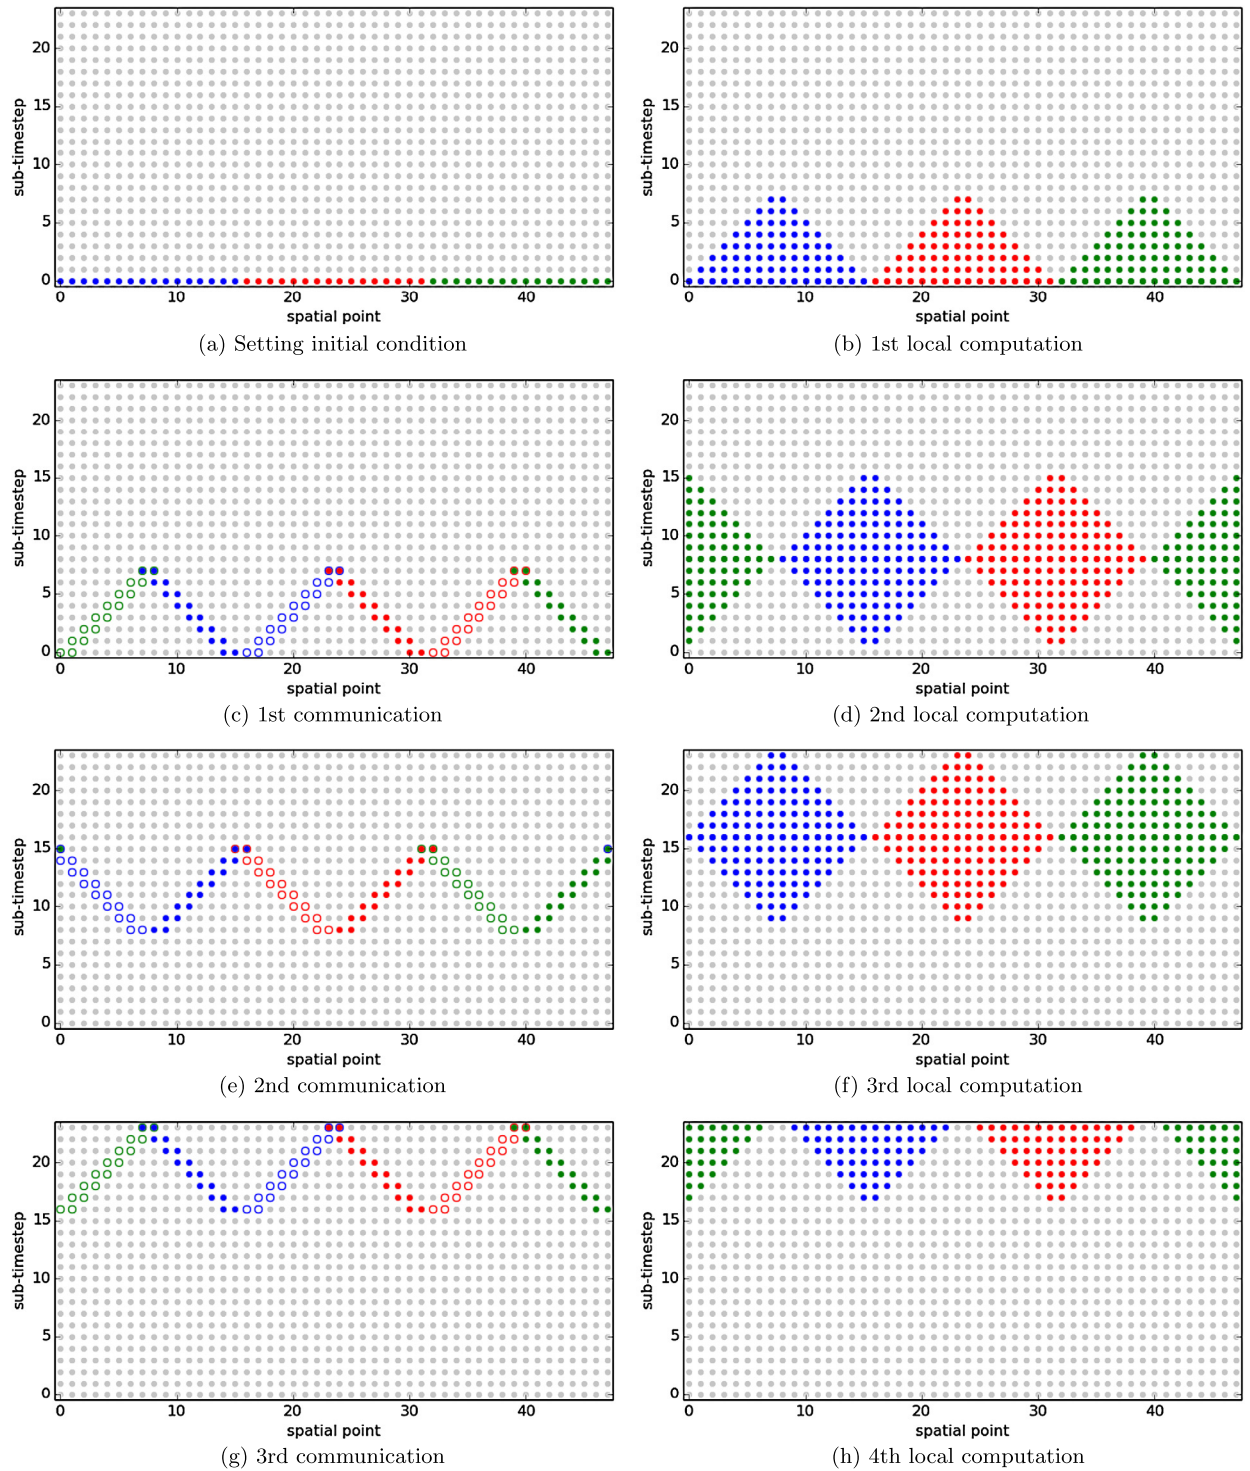 20
15
10
5
0
sub-timestep
0 10 20 30 40
spatial point
(a) Setting initial condition
20
15
10
5
0
sub-timestep
0 10 20 30 40
spatial point
(b) 1st local computation
20
15
10
5
0
sub-timestep
0 10 20 30 40
spatial point
(c) 1st communication
20
15
10
5
0
sub-timestep
0 10 20 30 40
spatial point
(d) 2nd local computation
20
15
10
5
0
sub-timestep
0 10 20 30 40
spatial point
(e) 2nd communication
20
15
10
5
0
sub-timestep
0 10 20 30 40
spatial point
(f) 3rd local computation
20
15
10
5
0
sub-timestep
0 10 20 30 40
spatial point
(g) 3rd communication
20
15
10
5
0
sub-timestep
0 10 20 30 40
spatial point
(h) 4th local computation